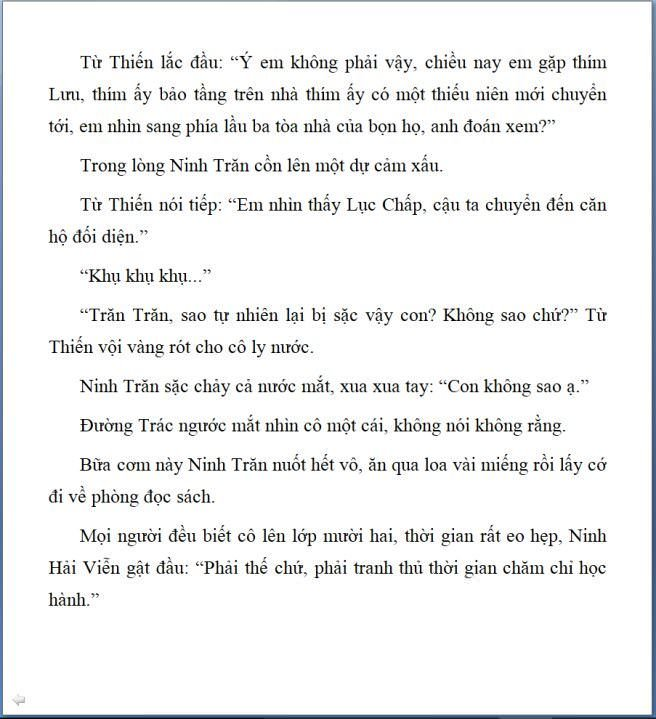 Từ Thiến lắc đầu: “Ý em không phải vậy, chiều nay em gặp thím
Lưu, thím ấy bảo tầng trên nhà thím ấy có một thiếu niên mới chuyển
tới, em nhìn sang phía lầu ba tòa nhà của bọn họ, anh đoán xem?”
Trong lòng Ninh Trăn cồn lên một dự cảm xấu.
Từ Thiến nói tiếp: “Em nhìn thấy Lục Chấp, cậu ta chuyển đến căn
hộ đối diện.”
“Khụ khụ khụ...”
“Trăn Trăn, sao tự nhiên lại bị sặc vậy con? Không sao chứ?” Từ
Thiến vội vàng rót cho cô ly nước.
Ninh Trăn sặc chảy cả nước mắt, xua xua tay: “Con không sao ạ.”
Đường Trác ngước mắt nhìn cô một cái, không nói không rằng.
Bữa cơm này Ninh Trăn nuốt hết vô, ăn qua loa vài miếng rồi lấy cớ
đi về phòng đọc sách.
Mọi người đều biết cô lên lớp mười hai, thời gian rất eo hẹp, Ninh
Hải Viễn gật đầu: “Phải thế chứ, phải tranh thủ thời gian chăm chỉ học
hành.”